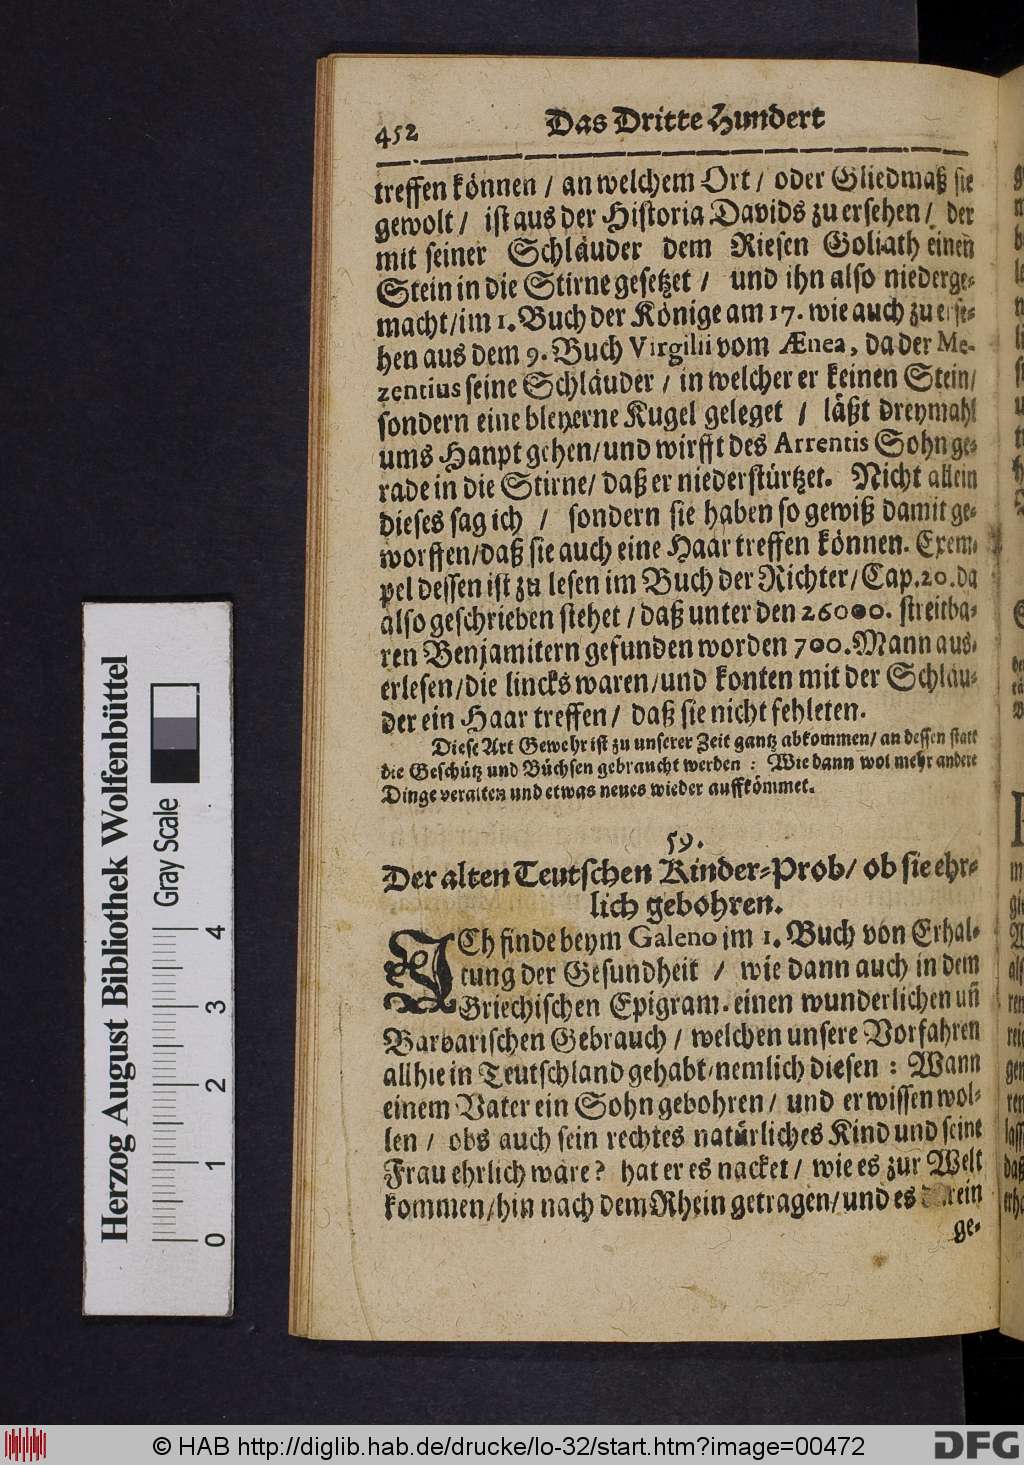 452 Das Dritte Hundert
treffen können / an welchem Ort / oder Gliedmaß sie
gewolt / ist aus der Historia Davids zu ersehen / der
mit seiner Schläuder dem Riesen Goliath einen
Stein in die Stirne gesetzet / und ihn also niederge-
macht / im 1. Buch der Könige am 17. wie auch zu erse-
hen aus dem 9. Buch Virgilii vom Ænea, da der Me-
zentius seine Schläuder / in welcher er keinen Stein /
sondern eine bleyerne Kugel geleget / läßt dreymahl
ums Hanpt gehen / und wirfft des Arrentis Sohn ge-
rade in die Stirne / daß er niederstürtzet. Nicht allein
dieses sag ich / sondern sie haben so gewiß damit ge-
worffen / daß sie auch eine Haar treffen können. Exem-
pel dessen ist zu lesen im Buch der Richter / Cap. 20. da
also geschrieben stehet / daß unter den 26000. streitba-
ren Benjamitern gefunden worden 700. Mann aus-
erlesen / die lincks waren / und konten mit der Schläu-
der ein Haar treffen / daß sie nicht fehleten.
Diese Art Gewehr ist zu unserer Zeit gantz abkommen / an dessen statt
die Geschütz und Büchsen gebraucht werden : Wie dann wol mehr andere
Dinge veralten und etwas neues wieder auffkömmet.
59.
Der alten Teutschen Kinder-Prob / ob sie ehr-
lich gebohren.
ICh finde beym Galeno im 1. Buch von Erhal-
tung der Gesundheit / wie dann auch in dem
Griechischen Epigram. einen wunderlichen uñ
Barbarischen Gebrauch / welchen unsere Vorfahren
allhie in Teutschland gehabt / nemlich diesen : Wann
einem Vater ein Sohn gebohren / und er wissen wol-
len / obs auch sein rechtes natürliches Kind und seine
Frau ehrlich wäre? hat er es nacket / wie es zur Welt
kommen / hin nach dem Rhein getragen / und es darein
ge-
Herzog August Bibliothek Wolfenbüttel
Gray Scale
0 1 2 3 4
© HAB http://diglib.hab.de/drucke/lo-32/start.htm?image=00472
DFG